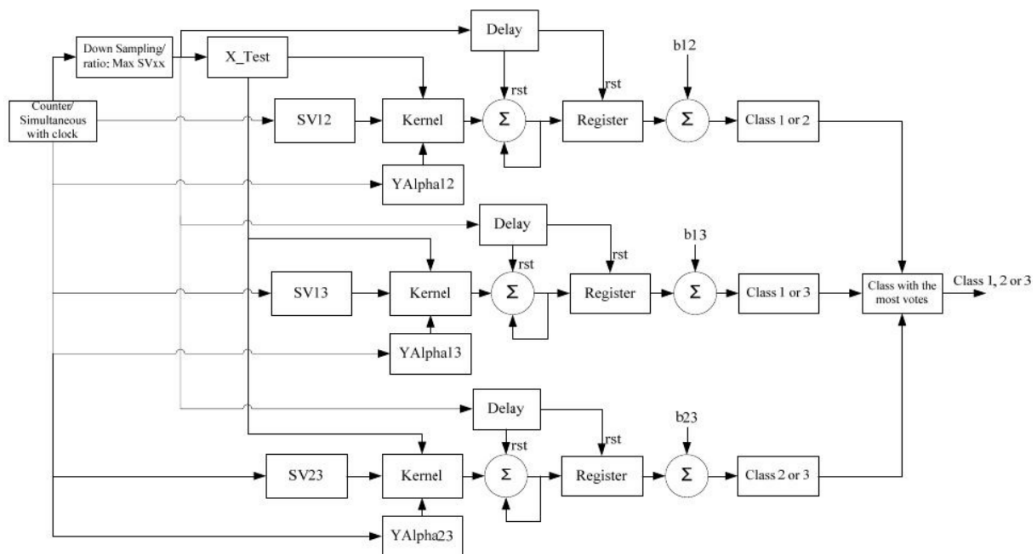 Delay
b12
Down Sampling/
ratio: Max SVxx
X_Test
rst
rst
Counter/
Simultaneous
with clock
SV12
Kernel
Σ
Register
Σ
Class 1 or 2
YAlpha12
Delay
b13
rst
rst
SV13
Kernel
Σ
Register
Σ
Class 1 or 3
Class with the
most votes
Class 1, 2 or 3
YAlpha13
Delay
b23
rst
rst
SV23
Kernel
Σ
Register
Σ
Class 2 or 3
YAlpha23